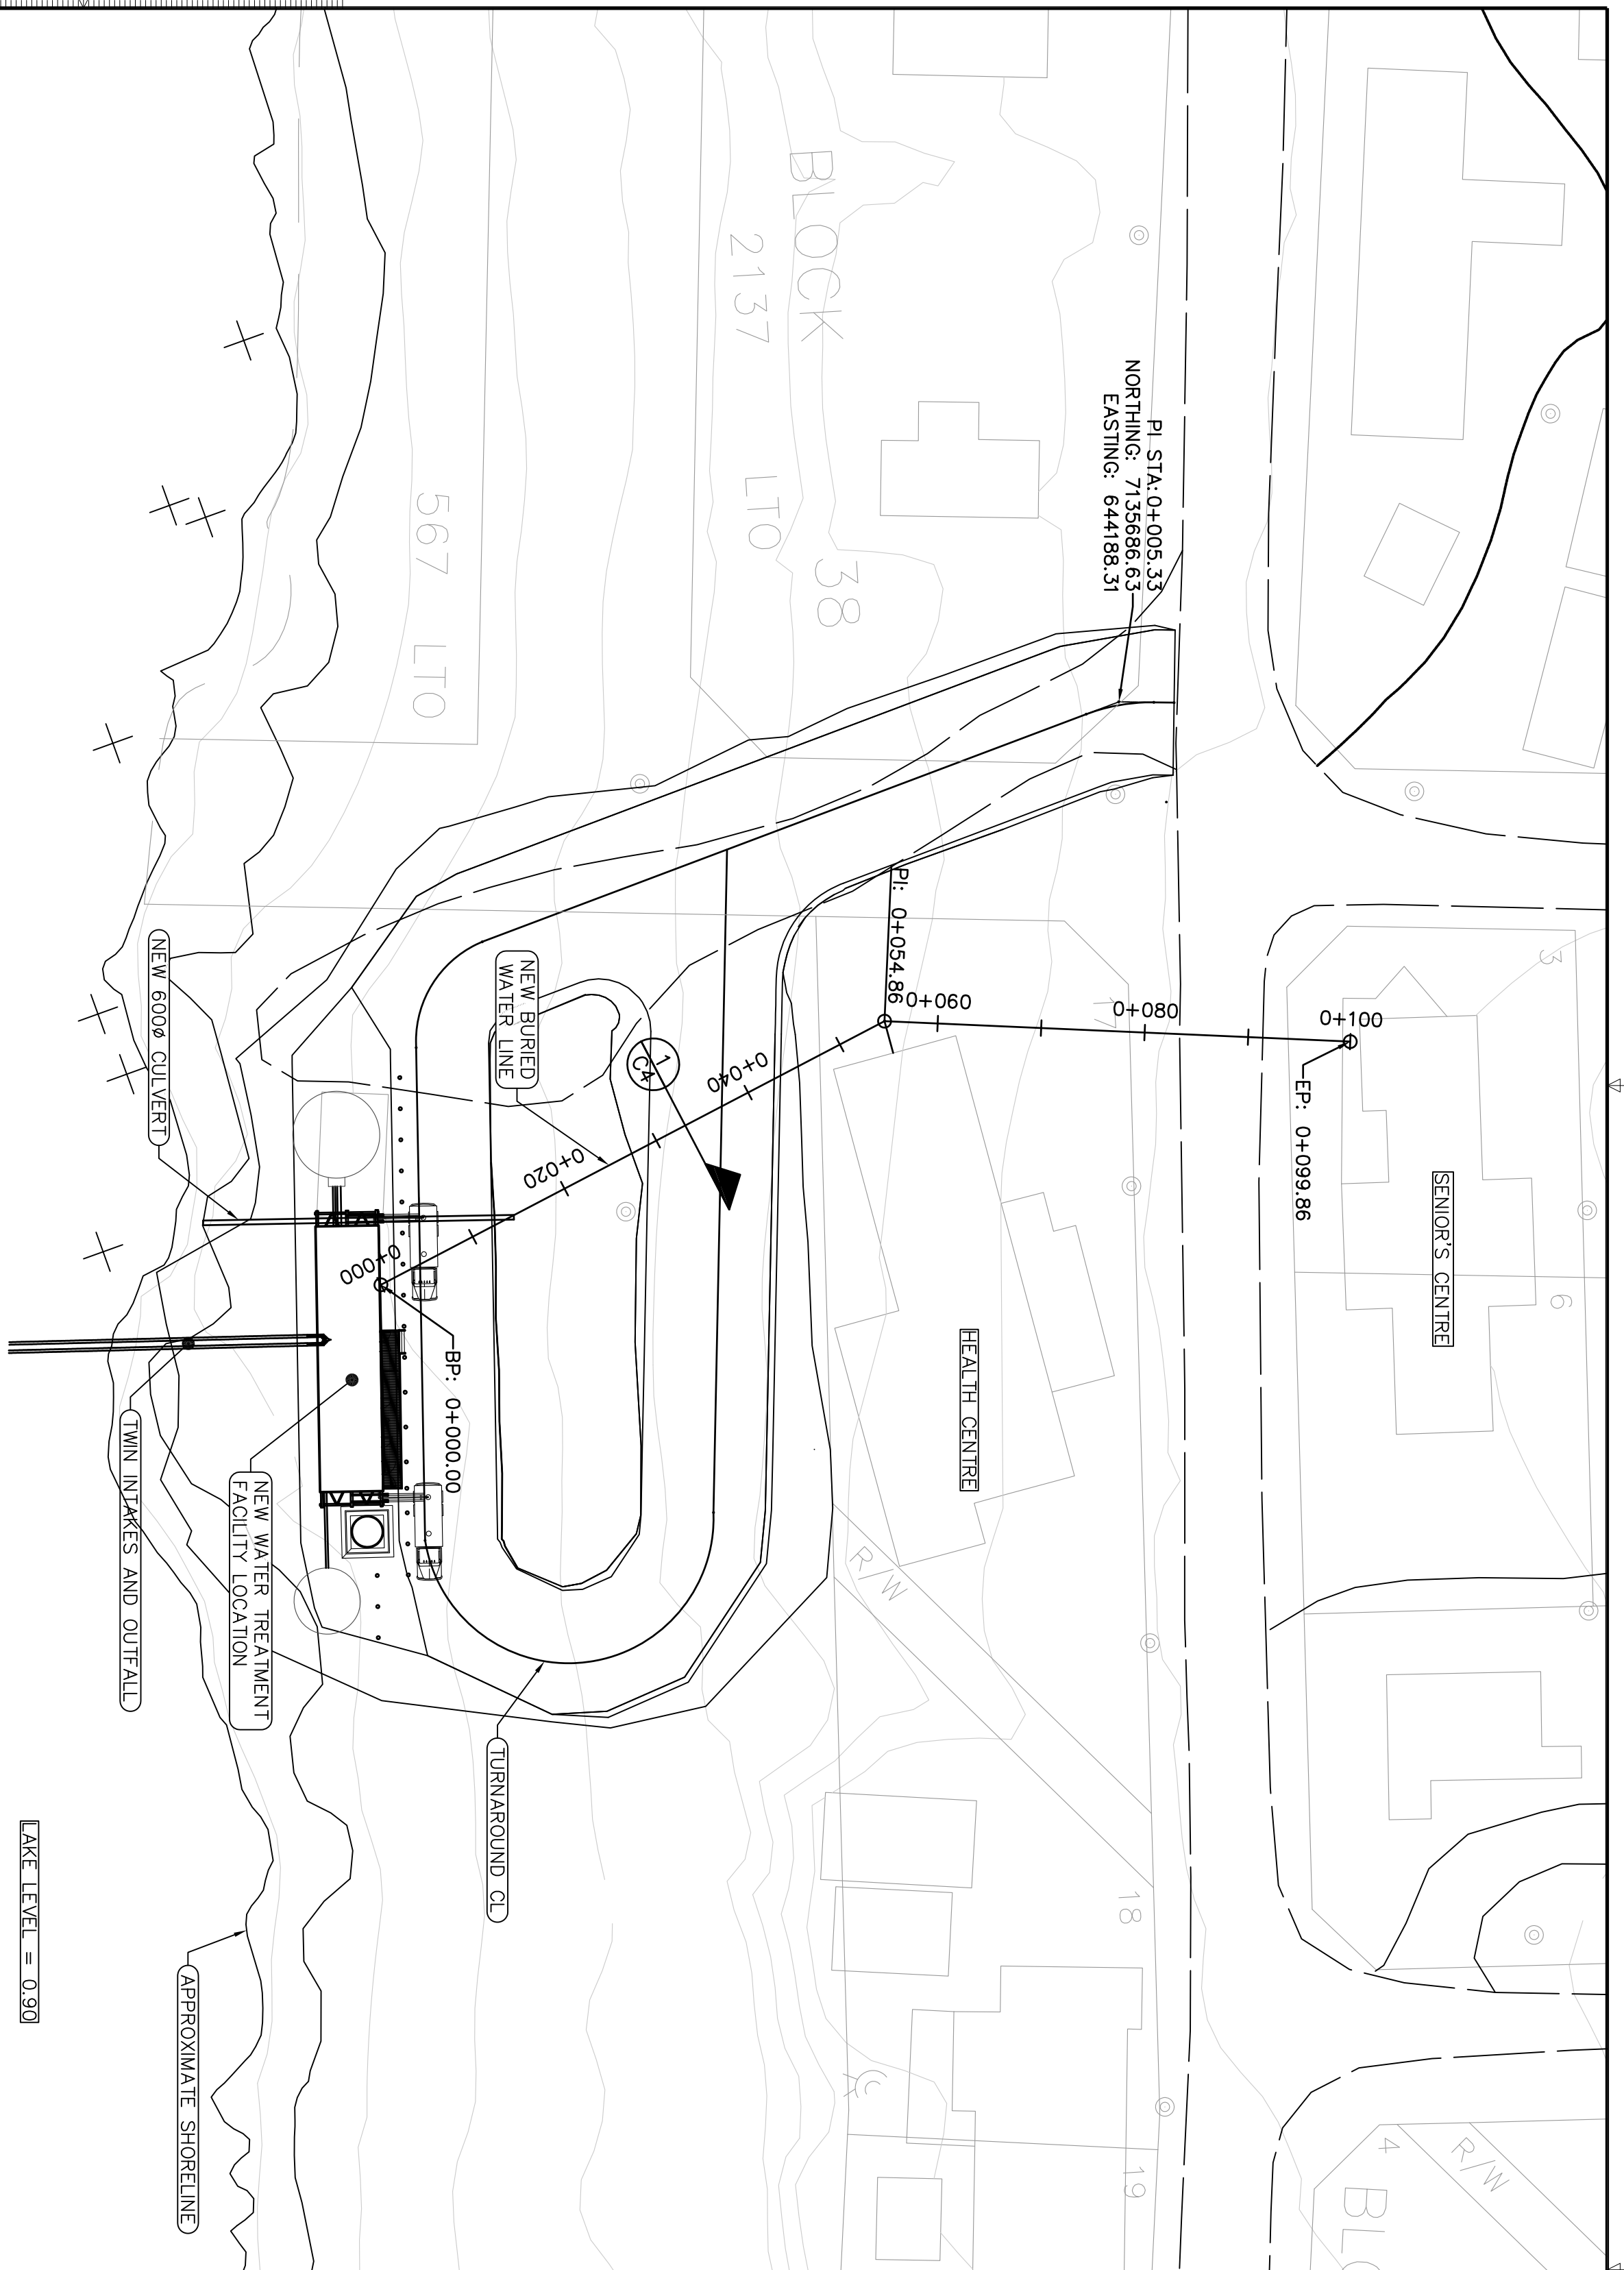 BLOCK
38
2137
LTO
567 LTO
PI STA:0+005.33
NORTHING: 7135686.63
EASTING: 644188.31
3
6
17
SENIOR'S CENTRE
0+100
EP: 0+099.86
0+080
0+060
PI: 0+054.86
0+040
0+020
0+000
BP: 0+000.00
1
C4
NEW BURIED
WATER LINE
HEALTH CENTRE
R/W
NEW 600ø CULVERT
TWIN INTAKES AND OUTFALL
NEW WATER TREATMENT
FACILITY LOCATION
TURNAROUND CL
18
19
4
R/W
APPROXIMATE SHORELINE
LAKE LEVEL = 0.90